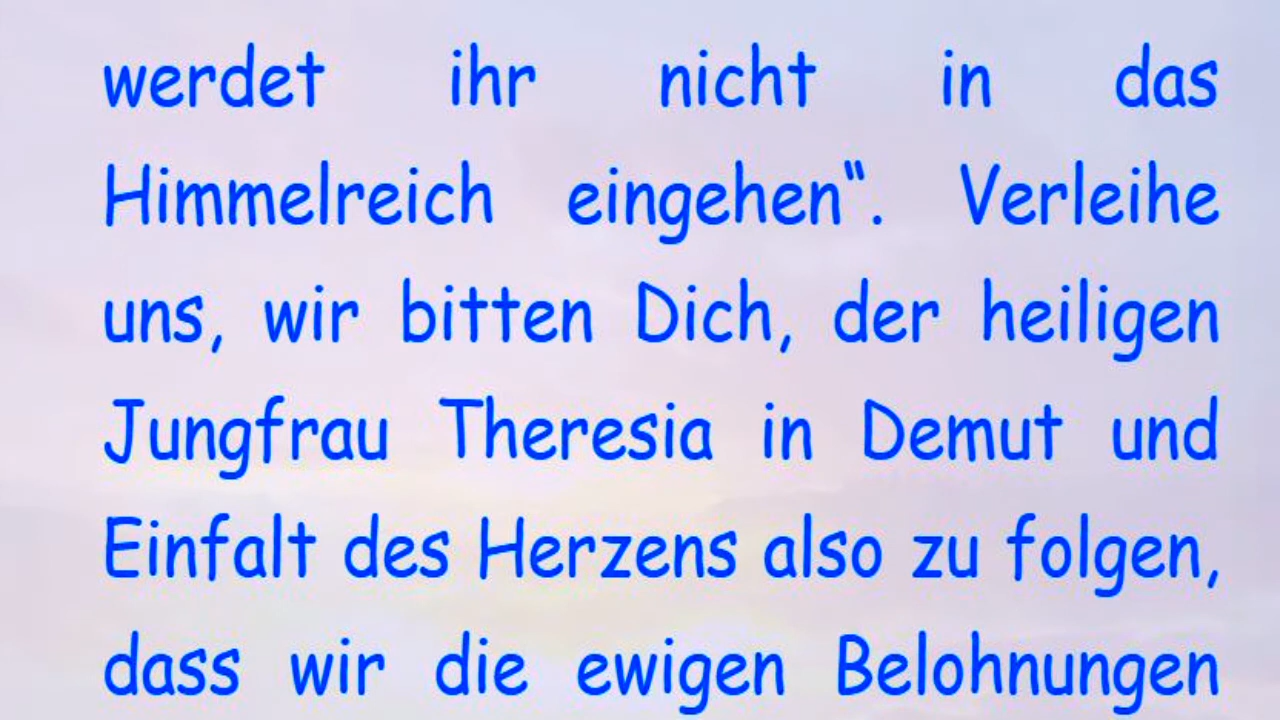 werdet ihr nicht in das
Himmelreich eingehen“. Verleihe
uns, wir bitten Dich, der heiligen
Jungfrau Theresia in Demut und
Einfalt des Herzens also zu folgen,
dass wir die ewigen Belohnungen